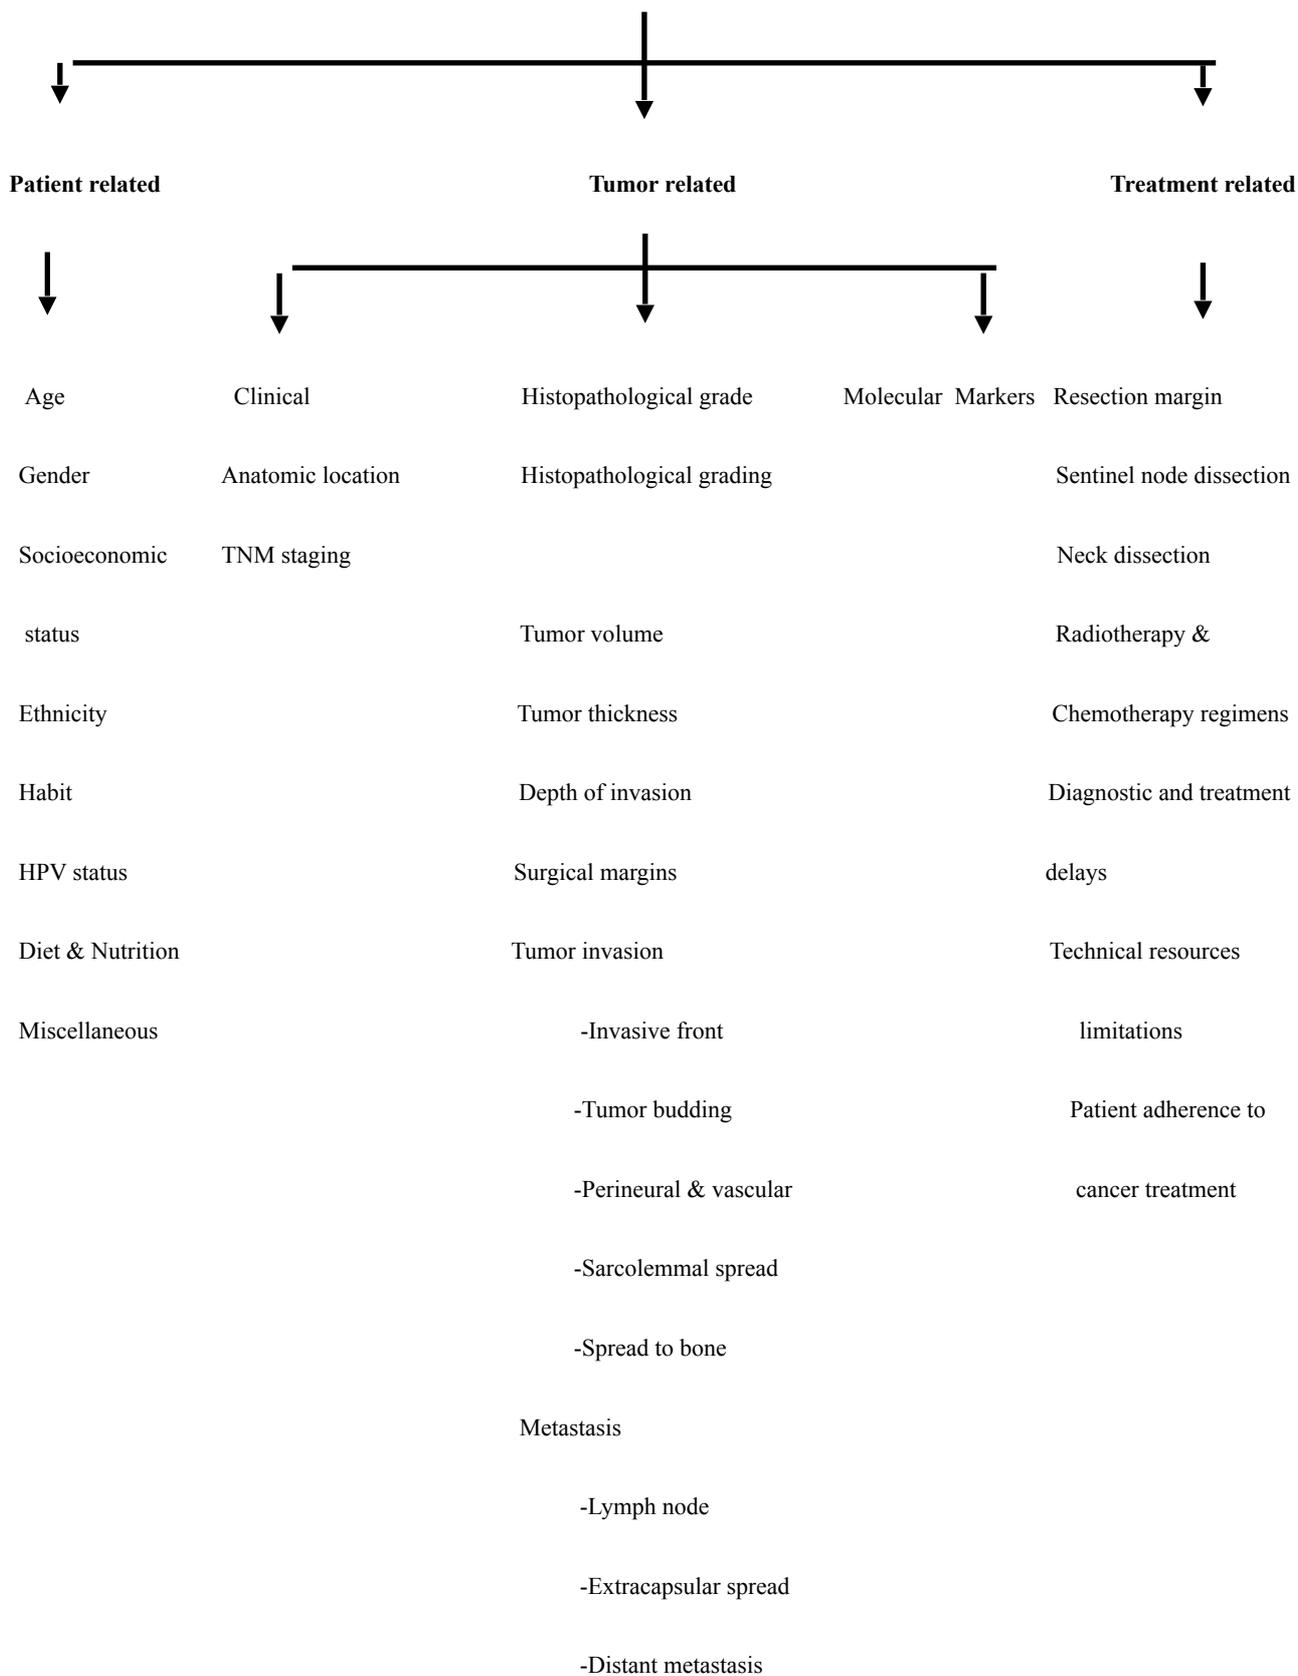 Patient related Tumor related Treatment related
Age Clinical Histopathological grade Molecular Markers Resection margin
Gender Anatomic location Histopathological grading Sentinel node dissection
Socioeconomic TNM staging Neck dissection
status Tumor volume Radiotherapy &
Ethnicity Tumor thickness Chemotherapy regimens
Habit Depth of invasion Diagnostic and treatment
HPV status Surgical margins delays
Diet & Nutrition Tumor invasion Technical resources
Miscellaneous -Invasive front limitations
-Tumor budding Patient adherence to
-Perineural & vascular cancer treatment
-Sarcolemmal spread
-Spread to bone
Metastasis
-Lymph node
-Extracapsular spread
-Distant metastasis